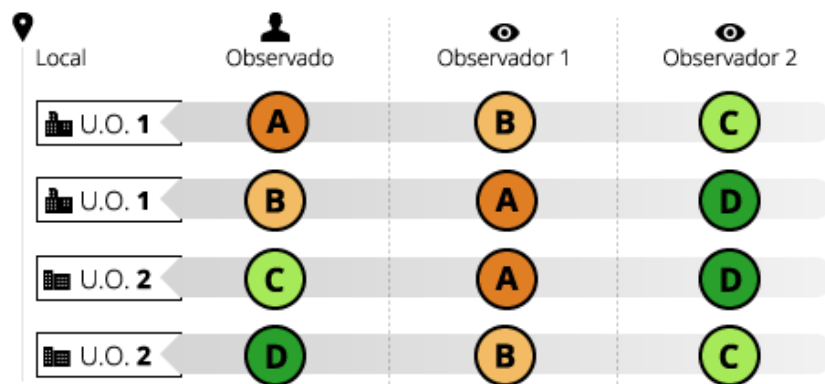 Local Observado Observador 1 Observador 2
U.O. 1 A B C
U.O. 1 B A D
U.O. 2 C A D
U.O. 2 D B C